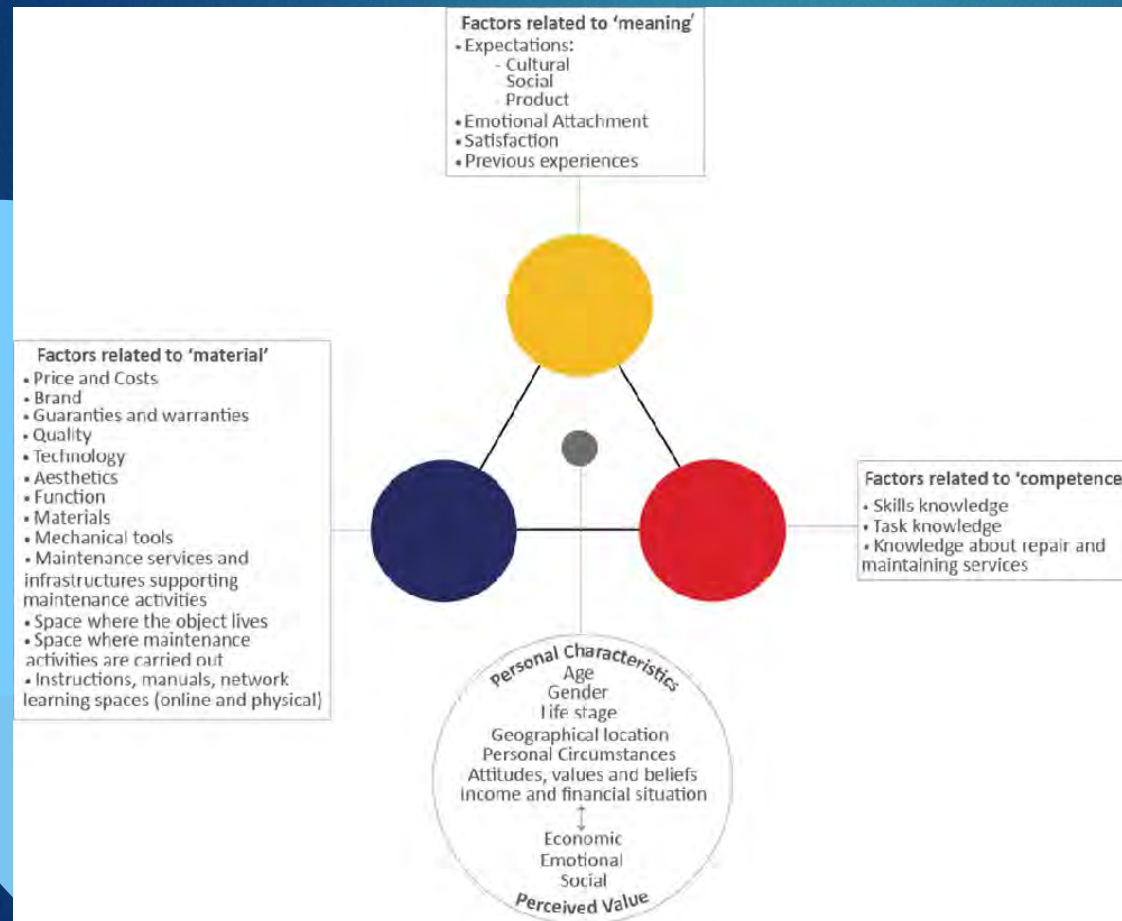 Factors related to 'meaning'
• Expectations:
- Cultural
- Social
- Product
• Emotional Attachment
• Satisfaction
• Previous experiences
Factors related to 'material'
• Price and Costs
• Brand
• Guaranties and warranties
• Quality
• Technology
• Aesthetics
• Function
• Materials
• Mechanical tools
• Maintenance services and
infrastructures supporting
maintenance activities
• Space where the object lives
• Space where maintenance
activities are carried out
• Instructions, manuals, network
learning spaces (online and physical)
Factors related to 'competence
• Skills knowledge
• Task knowledge
• Knowledge about repair and
maintaining services
Personal Characteristics
Age
Gender
Life stage
Geographical location
Personal Circumstances
Attitudes, values and beliefs
Income and financial situation
Economic
Emotional
Social
Perceived Value